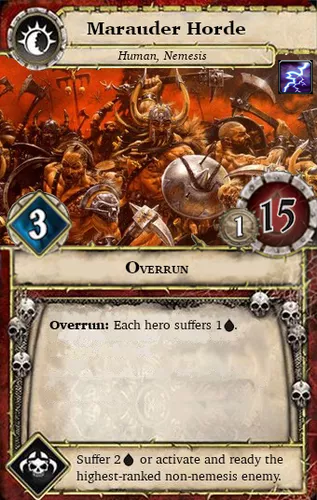 Marauder Horde
Human, Nemesis
3
1
15
Overrun
Overrun: Each hero suffers 1.
Suffer 2 or activate and ready the
highest-ranked non-nemesis enemy.